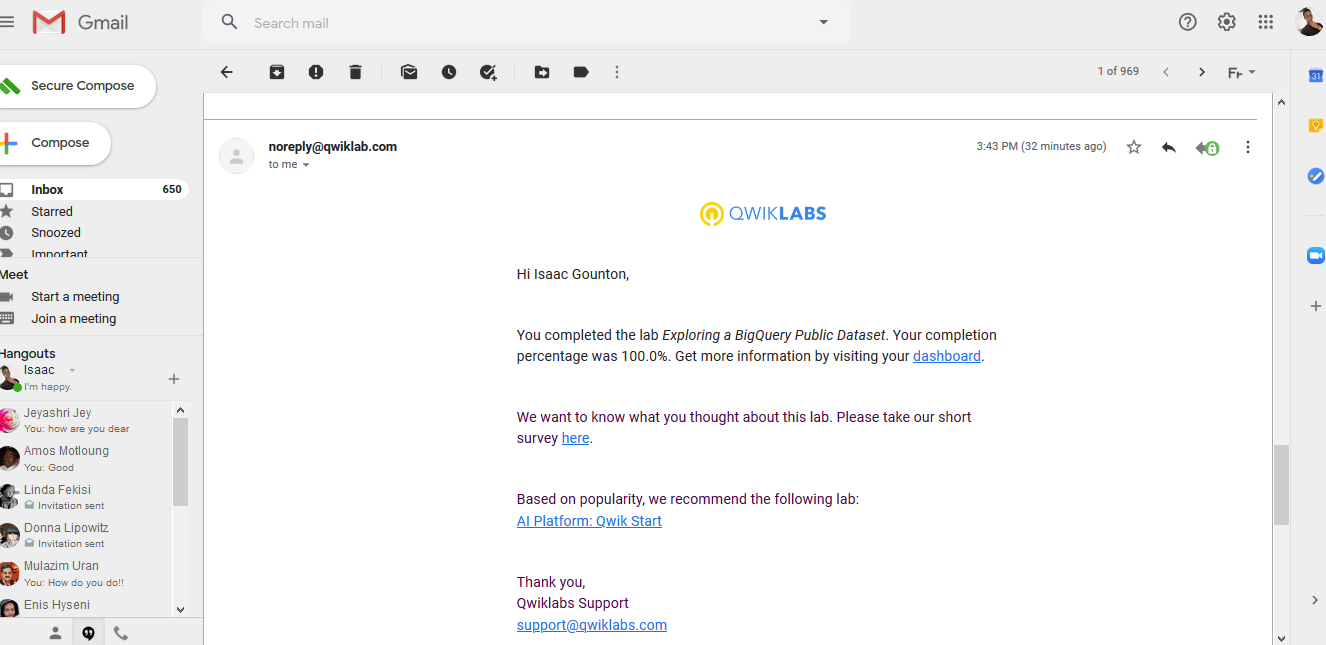 Gmail
Search mail
Secure Compose
1 of 969
Compose
Inbox 650
Starred
Snoozed
Important
Meet
Start a meeting
Join a meeting
Hangouts
Isaac
I'm happy.
Jeyashri Jey
You: how are you dear
Amos Motloung
You: Good
Linda Fekisi
Invitation sent
Donna Lipowitz
Invitation sent
Mulazim Uran
You: How do you do!!
Enis Hyseni
noreply@qwiklab.com
3:43 PM (32 minutes ago)
to me
QWIKLABS
Hi Isaac Gounton,
You completed the lab Exploring a BigQuery Public Dataset. Your completion
percentage was 100.0%. Get more information by visiting your dashboard.
We want to know what you thought about this lab. Please take our short
survey here.
Based on popularity, we recommend the following lab:
AI Platform: Qwik Start
Thank you,
Qwiklabs Support
support@qwiklabs.com
31